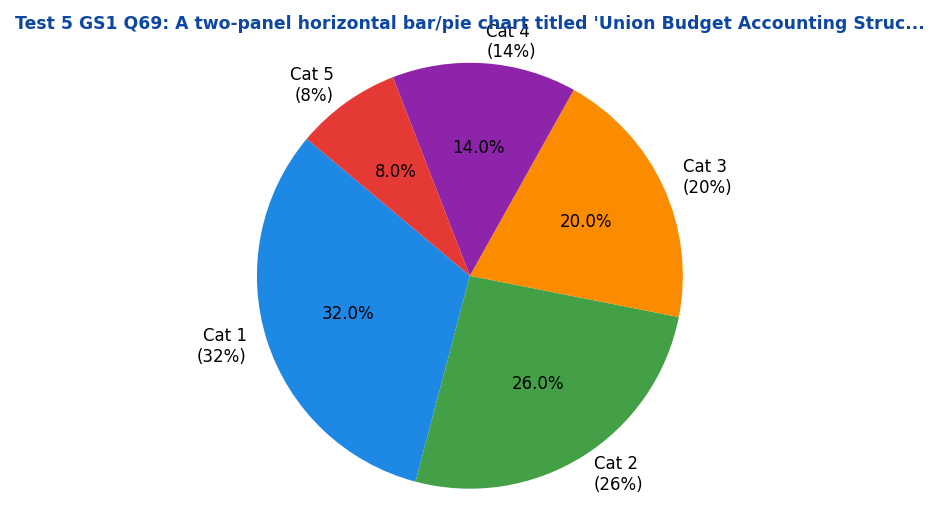 Test 5 GS1 Q69: A two-panel horizontal bar/pie chart titled 'Union Budget Accounting Struc...
Cat 4
(14%)
Cat 5
(8%)
14.0%
8.0%
Cat 3
(20%)
20.0%
32.0%
Cat 1
(32%)
26.0%
Cat 2
(26%)